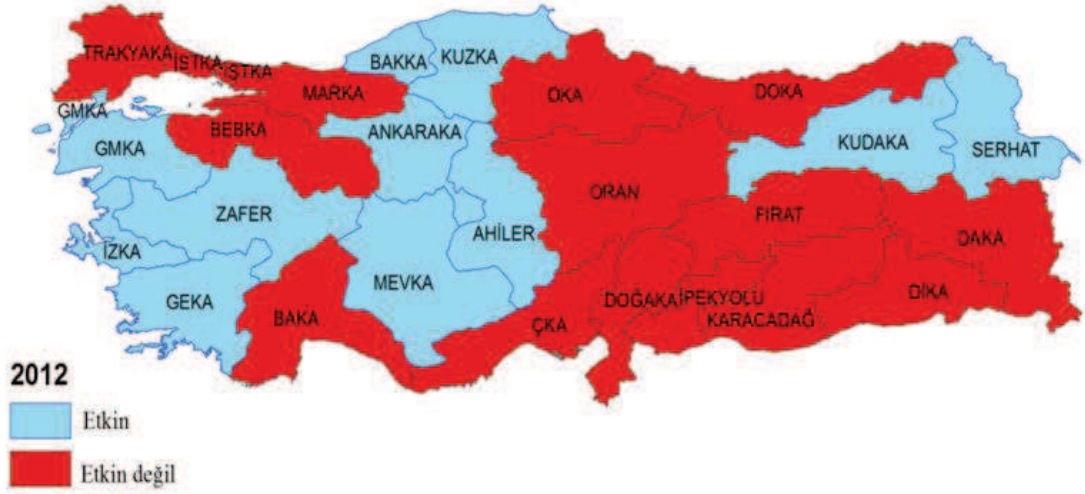 TRAKYAKA
İSTKA
İSTKA
BAKKA
KUZKA
MARKA
OKA
DOKA
GMKA
BEBKA
ANKARAKA
GMKA
KUDAKA
SERHAT
ORAN
ZAFER
FIRAT
AHİLER
DAKA
İZKA
MEVKA
GEKA
DOĞAKA
İPEKYOLU
DİKA
BAKA
ÇKA
KARACADAĞ
2012
Etkin
Etkin değil